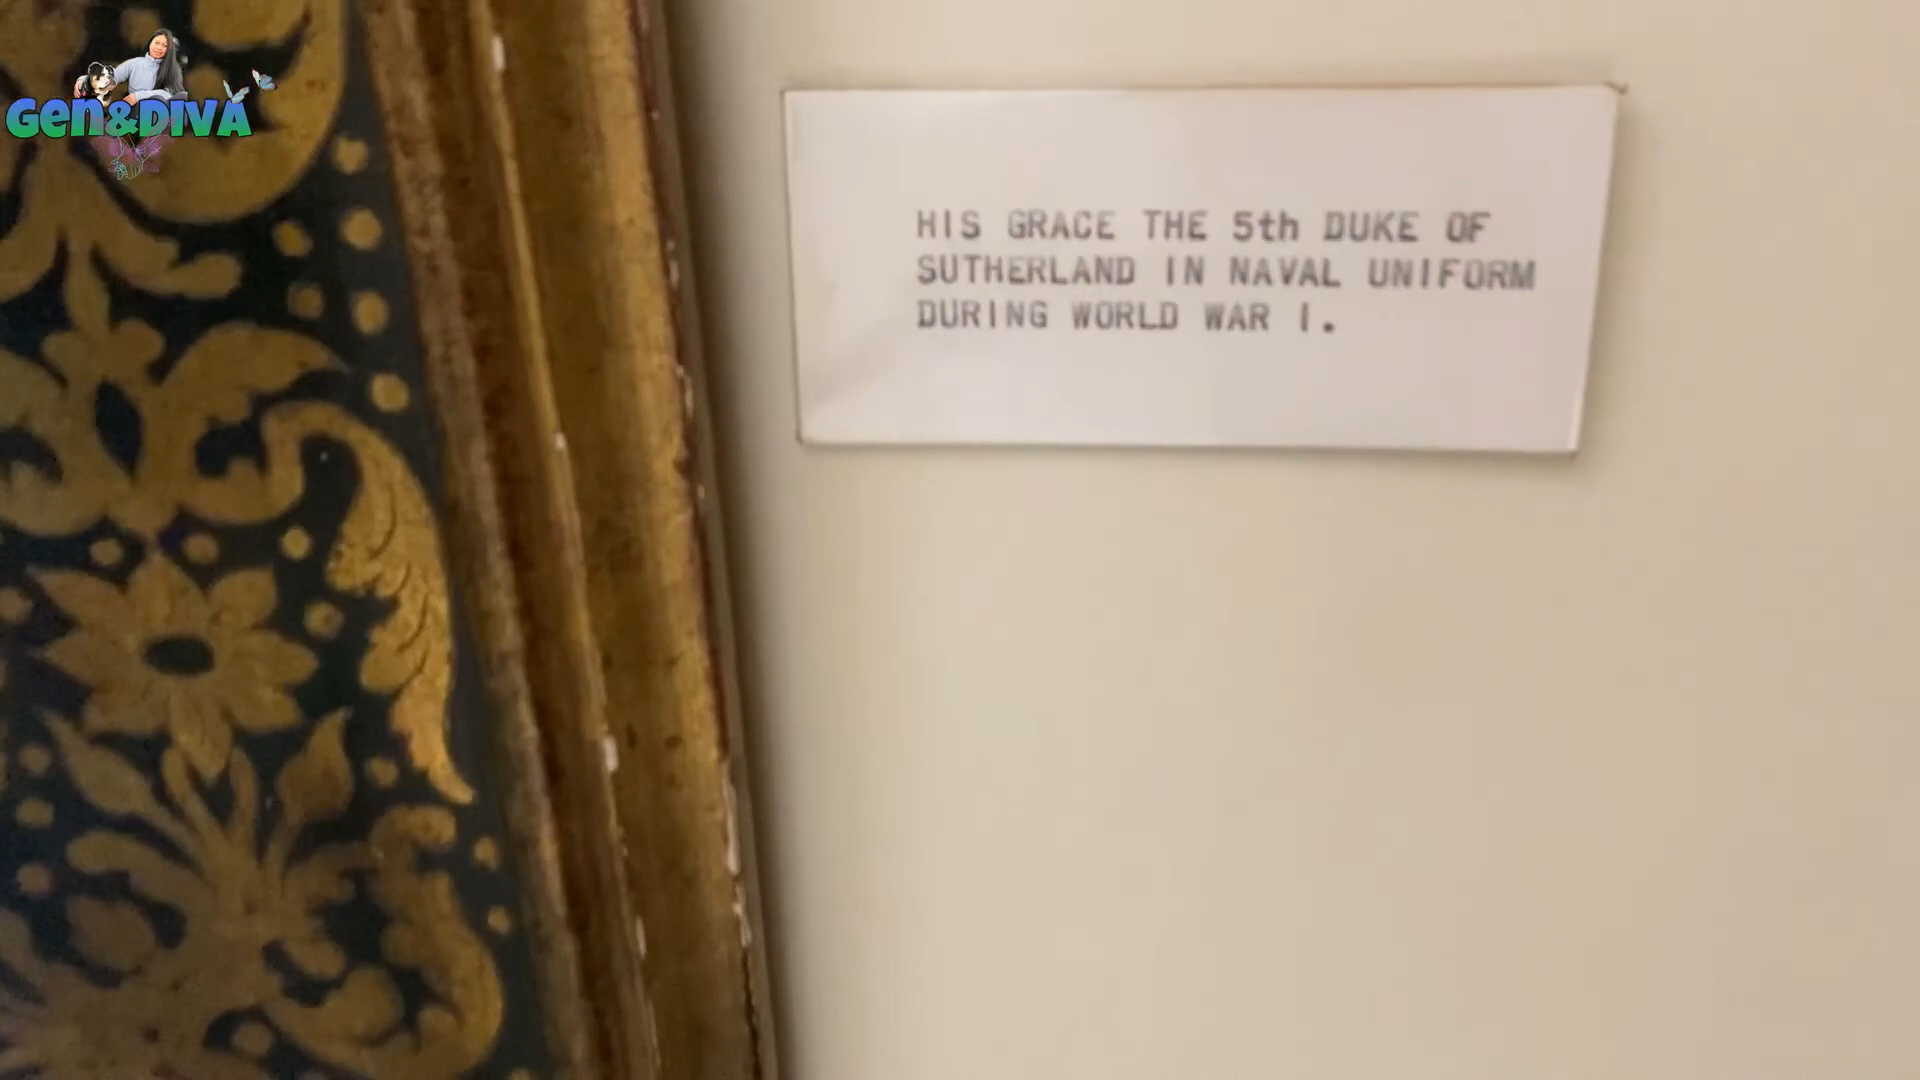 Gen&DIVA
HIS GRACE THE 5th DUKE OF
SUTHERLAND IN NAVAL UNIFORM
DURING WORLD WAR I.